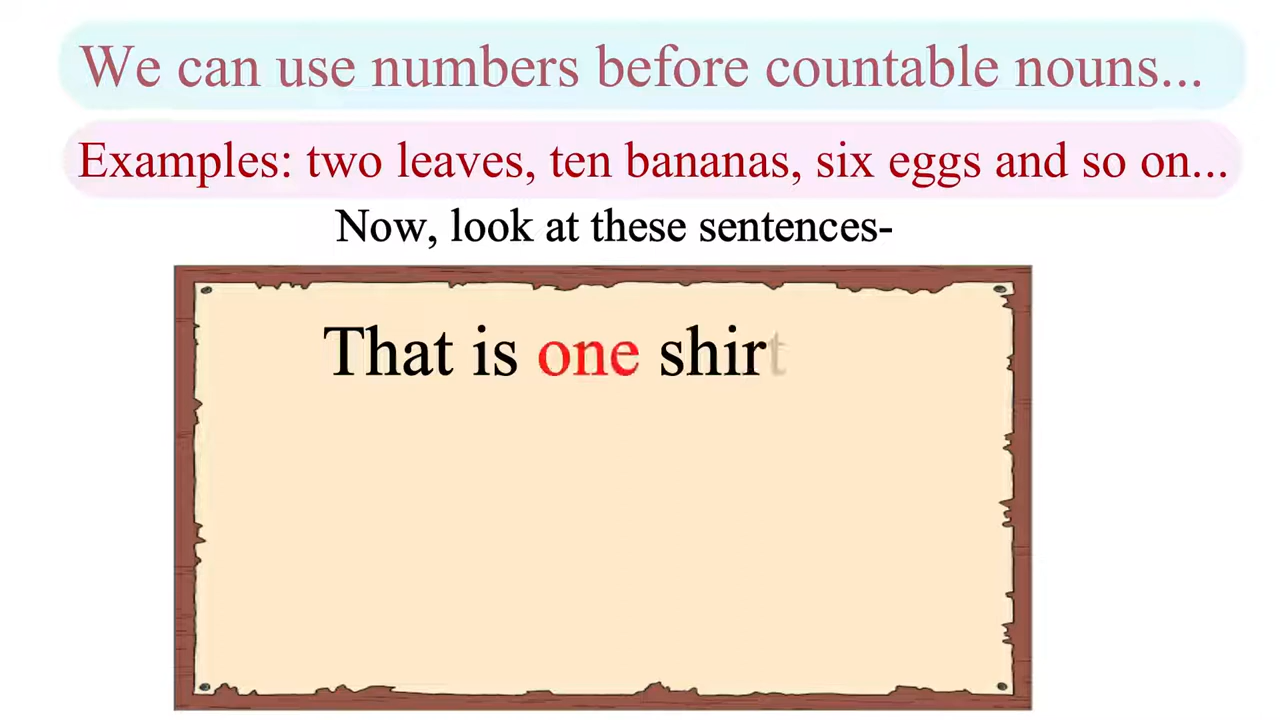 We can use numbers before countable nouns...
Examples: two leaves, ten bananas, six eggs and so on...
Now, look at these sentences-
That is one shirt